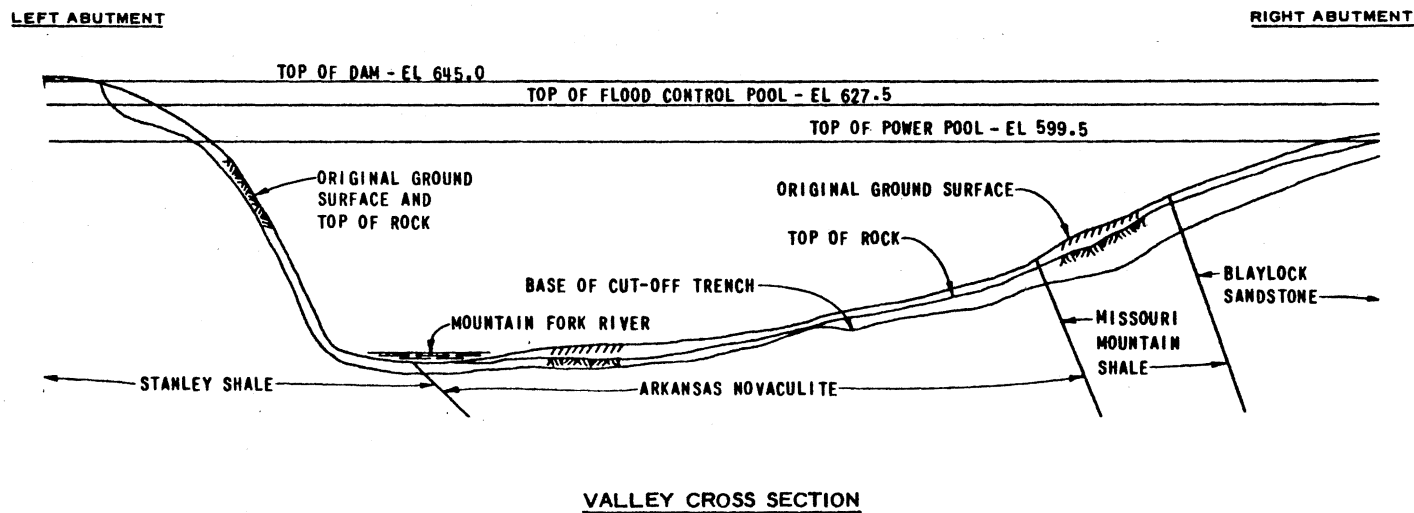 LEFT ABUTMENT
RIGHT ABUTMENT
TOP OF DAM - EL 645.0
TOP OF FLOOD CONTROL POOL - EL 627.5
TOP OF POWER POOL - EL 599.5
ORIGINAL GROUND
SURFACE AND
TOP OF ROCK
ORIGINAL GROUND SURFACE
TOP OF ROCK
BASE OF CUT-OFF TRENCH
MOUNTAIN FORK RIVER
BLAYLOCK
SANDSTONE
MISSOURI
MOUNTAIN
SHALE
STANLEY SHALE
ARKANSAS NOVACULITE
VALLEY CROSS SECTION